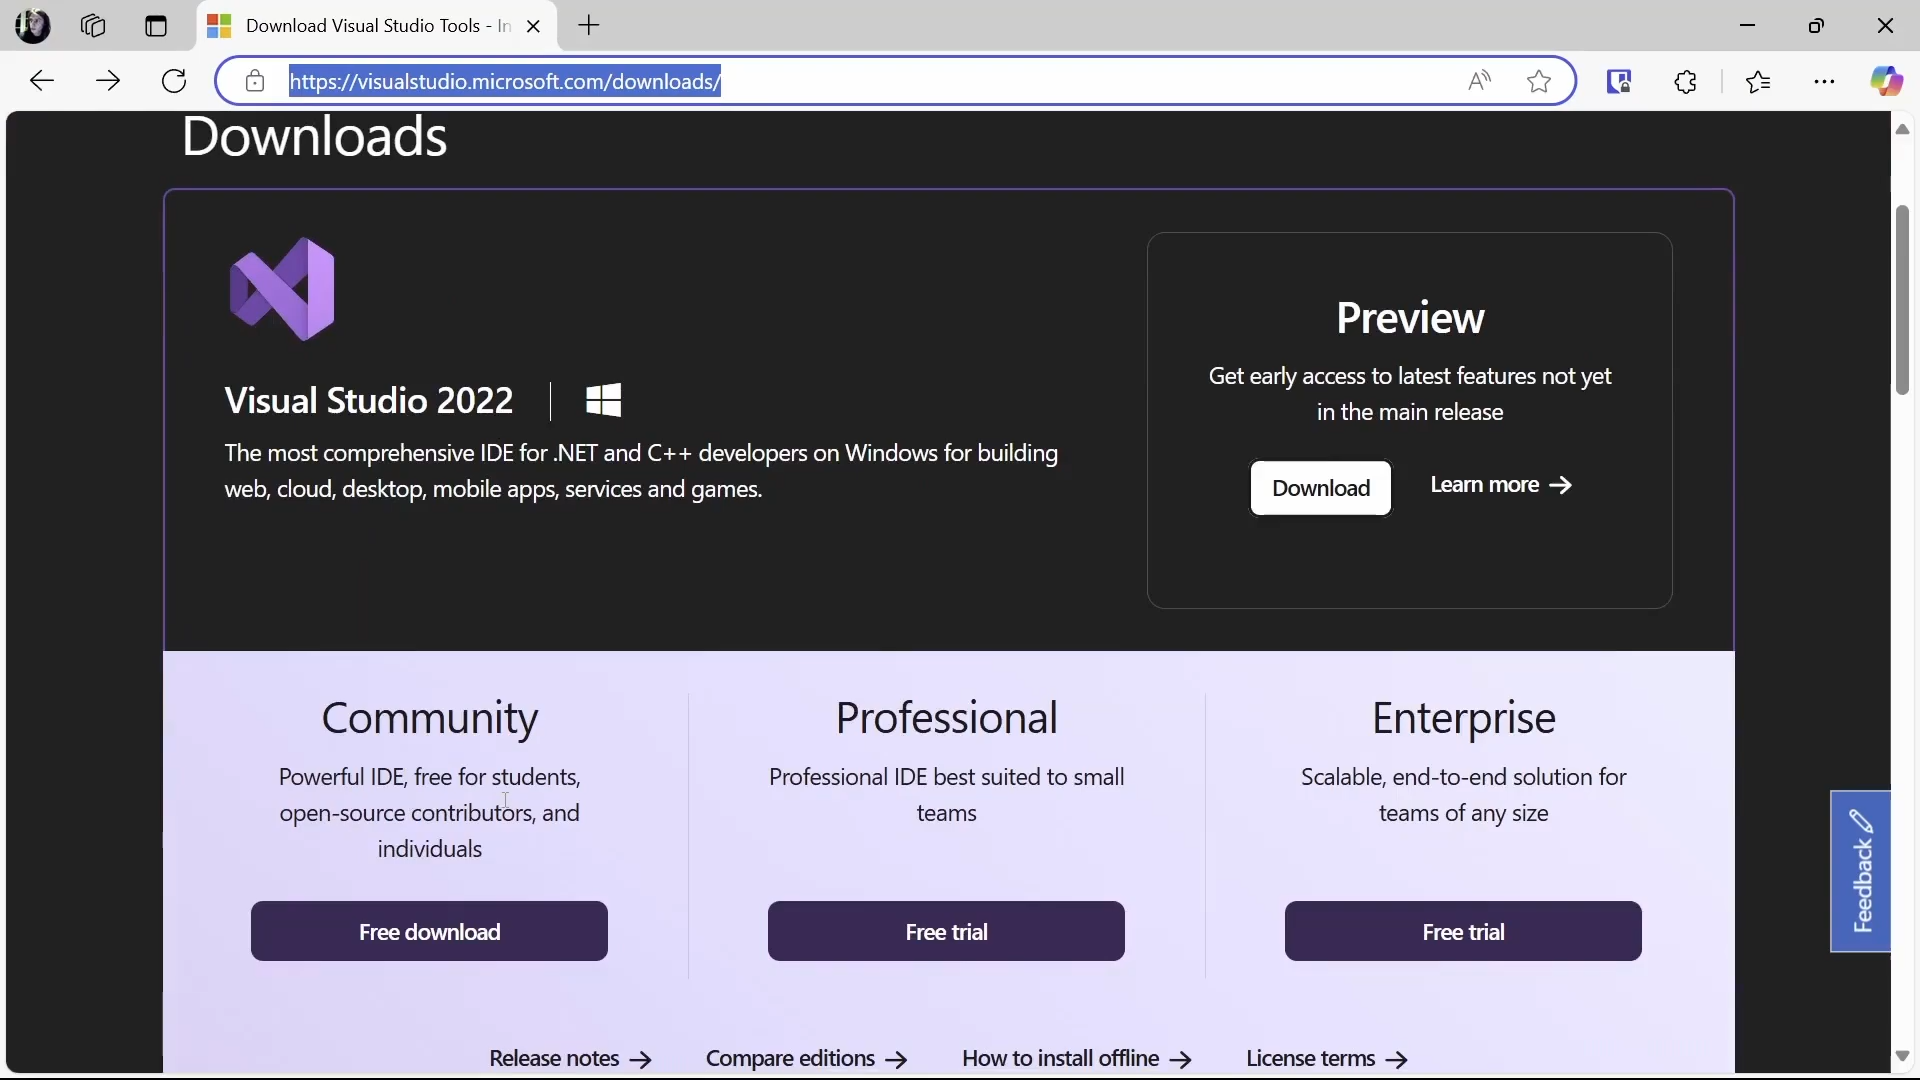 Download Visual Studio Tools - In
https://visualstudio.microsoft.com/downloads/
Downloads
Visual Studio 2022
The most comprehensive IDE for .NET and C++ developers on Windows for building
web, cloud, desktop, mobile apps, services and games.
Preview
Get early access to latest features not yet
in the main release
Download
Learn more →
Community
Powerful IDE, free for students,
open-source contributors, and
individuals
Free download
Professional
Professional IDE best suited to small
teams
Free trial
Enterprise
Scalable, end-to-end solution for
teams of any size
Free trial
Feedback
Release notes →
Compare editions →
How to install offline →
License terms →